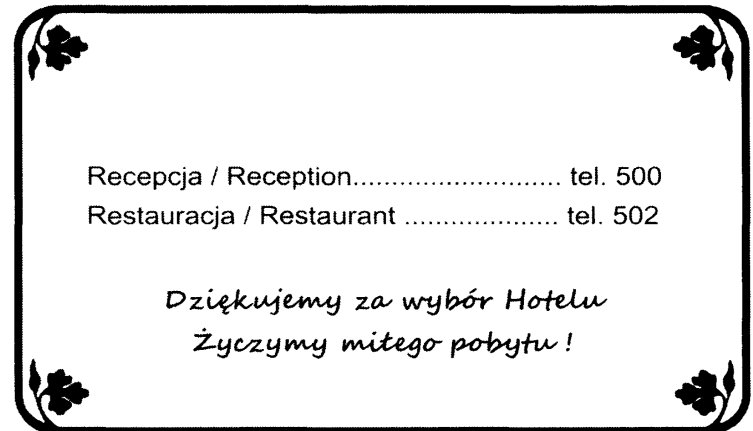 Recepcja / Reception........................... tel. 500
Restauracja / Restaurant .................... tel. 502
Dziękujemy za wybór Hotelu
Życzymy miłego pobytu !